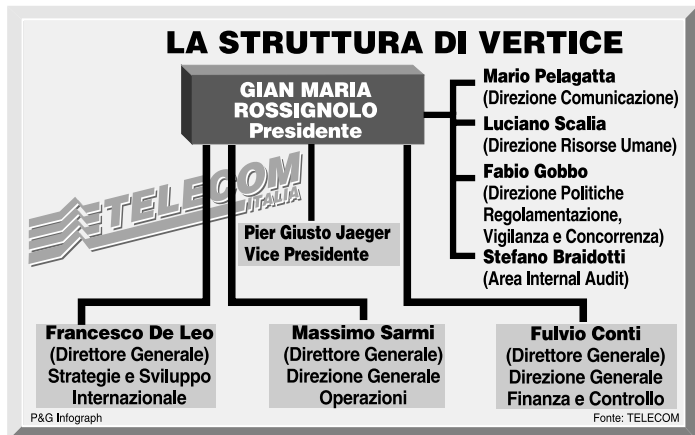 LA STRUTTURA DI VERTICE
GIAN MARIA
ROSSIGNOLO
Presidente
Mario Pelagatta
(Direzione Comunicazione)
Luciano Scalia
(Direzione Risorse Umane)
Fabio Gobbo
(Direzione Politiche
Regolamentazione,
Vigilanza e Concorrenza)
Stefano Braidotti
(Area Internal Audit)
TELECOM
ITALIA
Pier Giusto Jaeger
Vice Presidente
Francesco De Leo
(Direttore Generale)
Strategie e Sviluppo
Internazionale
Massimo Sarmi
(Direttore Generale)
Direzione Generale
Operazioni
Fulvio Conti
(Direttore Generale)
Direzione Generale
Finanza e Controllo
P&G Infograph
Fonte: TELECOM